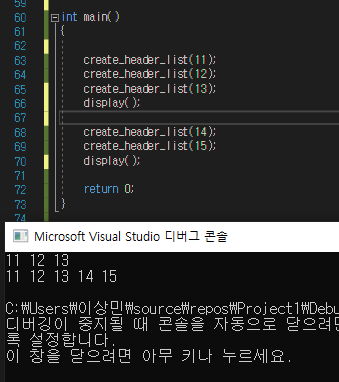 59
60 int main()
61 {
62
63 create_header_list(11);
64 create_header_list(12);
65 create_header_list(13);
66 display();
67
68 create_header_list(14);
69 create_header_list(15);
70 display();
71
72 return 0;
73 }
74
Microsoft Visual Studio 디버그 콘솔
11 12 13
11 12 13 14 15
C:₩Users₩이상민₩source₩repos₩Project1₩Debu
디버깅이 중지될 때 콘솔을 자동으로 닫으려면
록 설정합니다.
이 창을 닫으려면 아무 키나 누르세요.